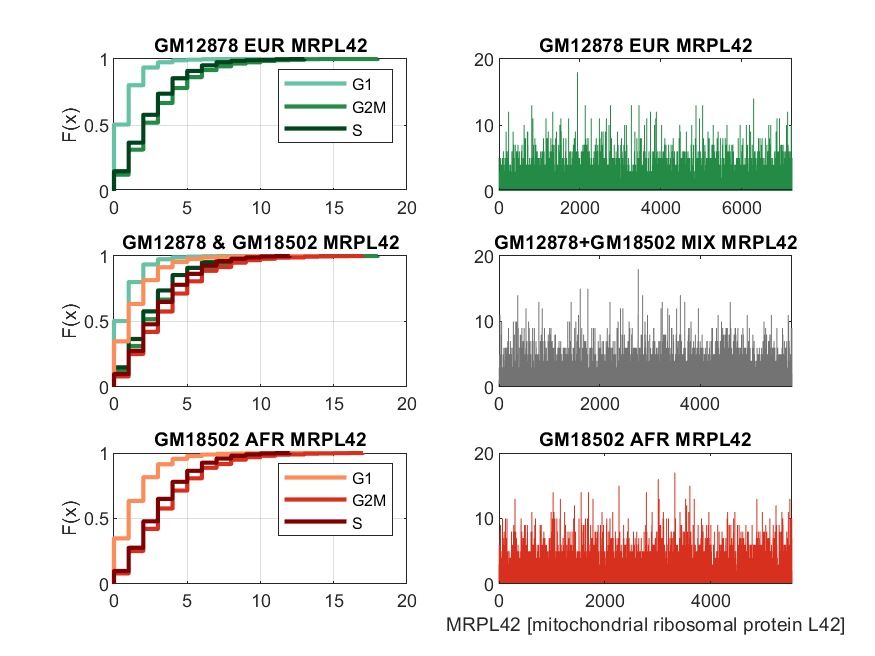 GM12878 EUR MRPL42
F(x)
1
0.5
0
0 5 10 15 20
G1
G2M
S
GM12878 EUR MRPL42
20
10
0
0 2000 4000 6000
GM12878 & GM18502 MRPL42
F(x)
1
0.5
0
0 5 10 15 20
GM12878+GM18502 MIX MRPL42
20
10
0
0 2000 4000
GM18502 AFR MRPL42
F(x)
1
0.5
0
0 5 10 15 20
G1
G2M
S
GM18502 AFR MRPL42
20
10
0
0 2000 4000
MRPL42 [mitochondrial ribosomal protein L42]